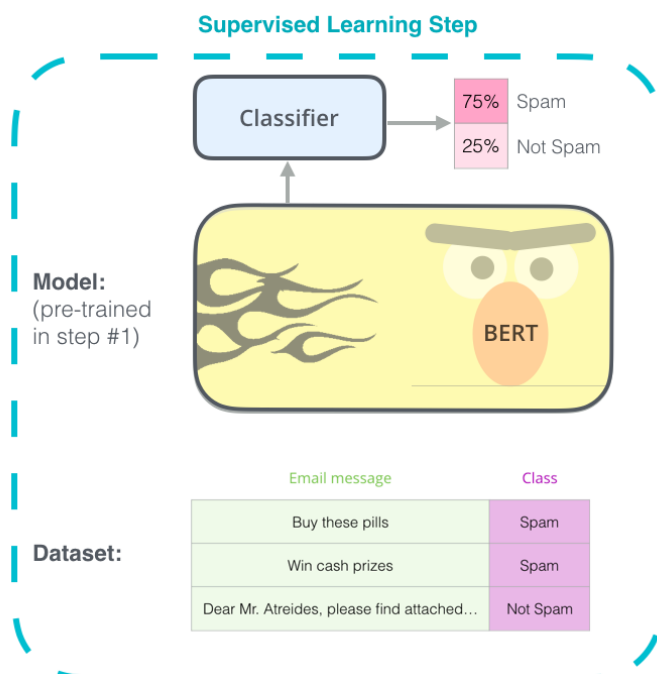 Supervised Learning Step
Classifier
75% Spam
25% Not Spam
Model:
(pre-trained
in step #1)
BERT
Email message Class
Buy these pills Spam
Dataset:
Win cash prizes Spam
Dear Mr. Atreides, please find attached… Not Spam